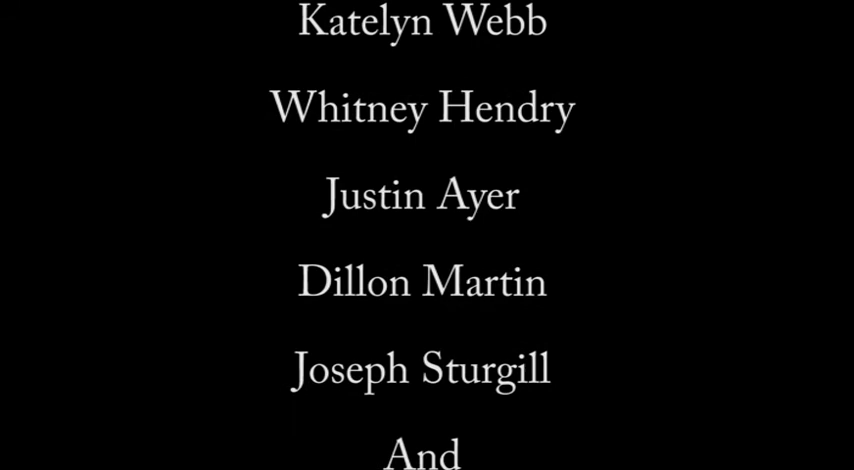 Katelyn Webb
Whitney Hendry
Justin Ayer
Dillon Martin
Joseph Sturgill
And